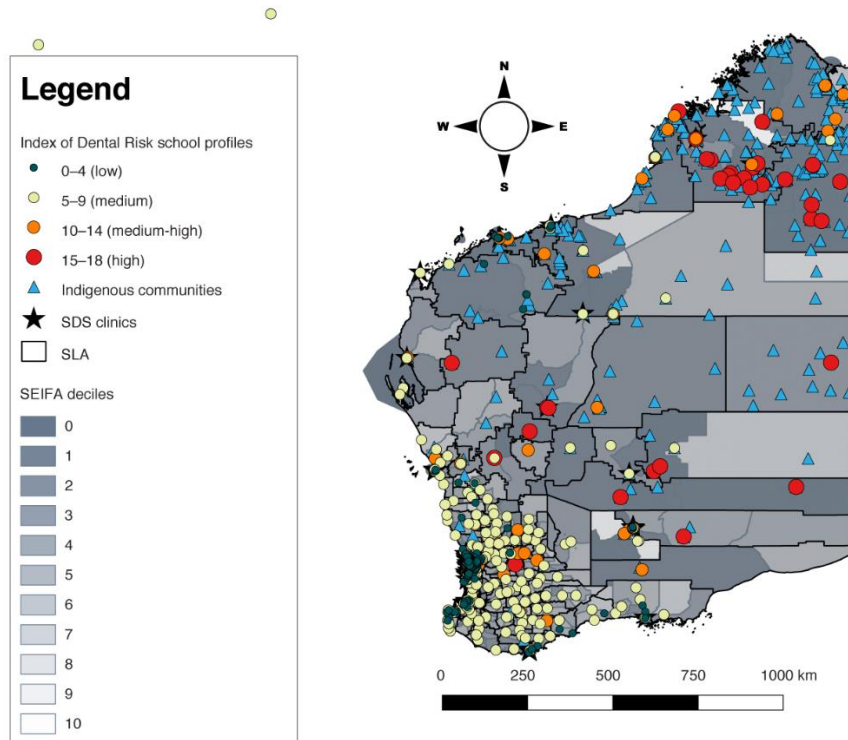 Legend
Index of Dental Risk school profiles
0–4 (low)
5–9 (medium)
10–14 (medium-high)
15–18 (high)
Indigenous communities
SDS clinics
SLA
SEIFA deciles
0
1
2
3
4
5
6
7
8
9
10
N
W E
S
0 250 500 750 1000 km